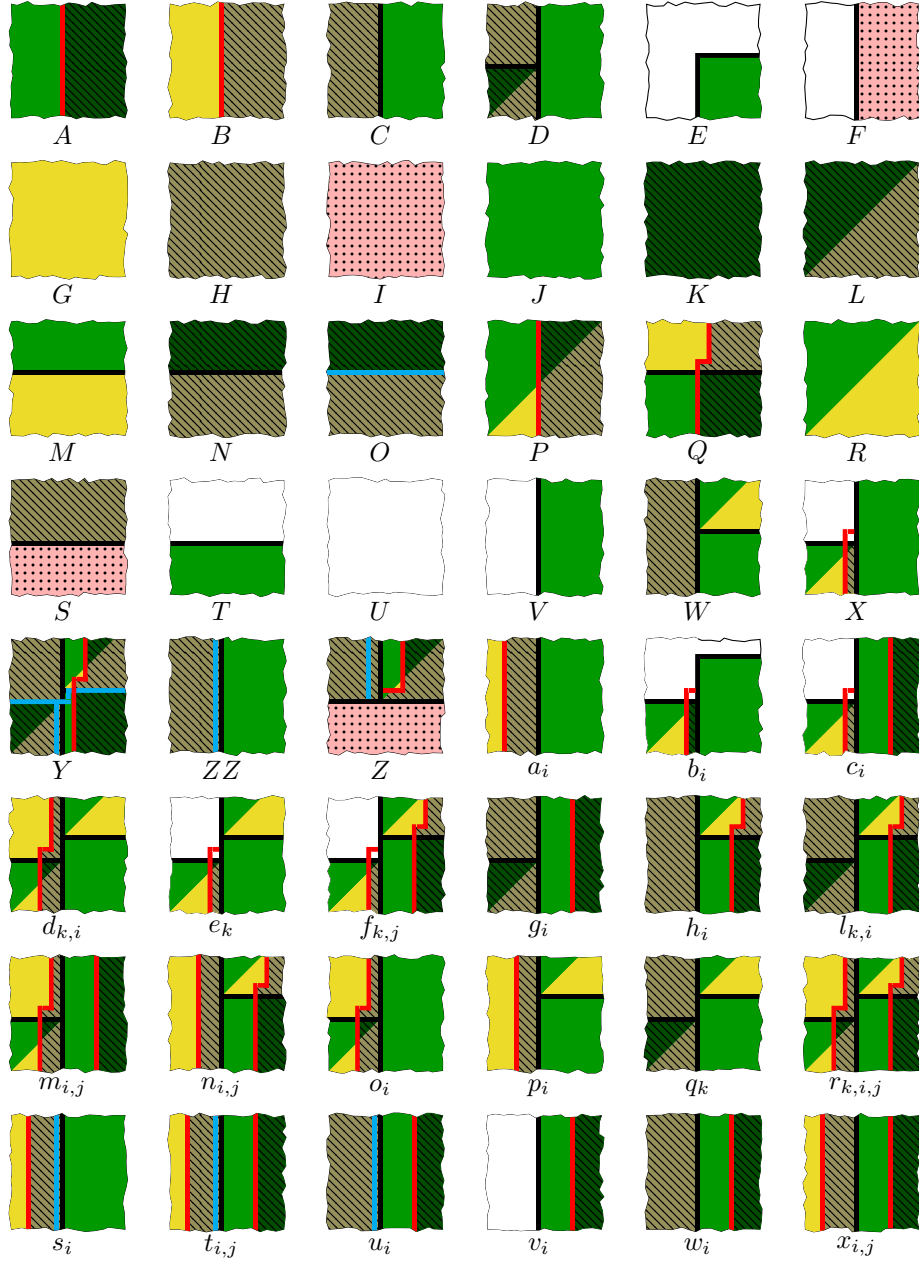 A B C D E F
G H I J K L
M N O P Q R
S T U V W X
Y ZZ Z a_i b_i c_i
d_{k,i} e_k f_{k,j} g_i h_i l_{k,i}
m_{i,j} n_{i,j} o_i p_i q_k r_{k,i,j}
s_i t_{i,j} u_i v_i w_i x_{i,j}